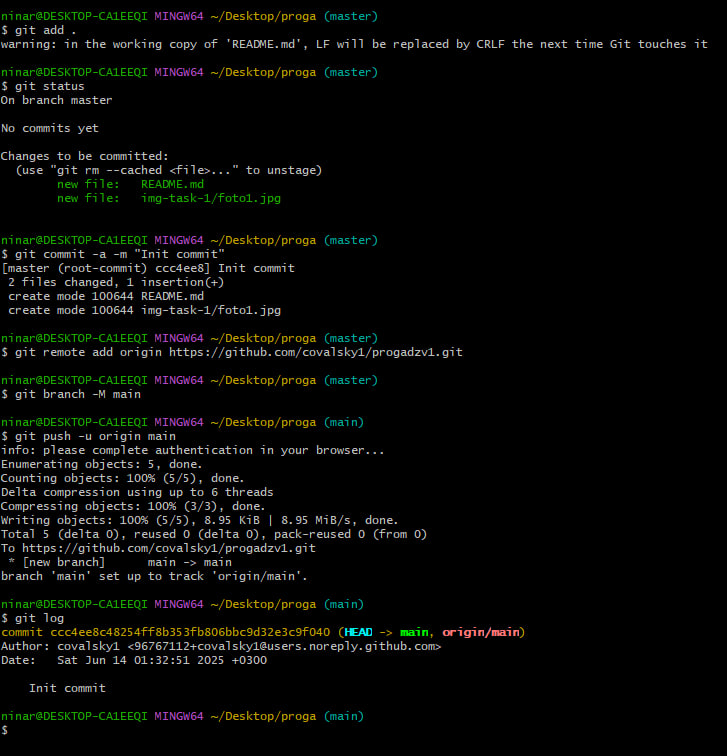 ninar@DESKTOP-CA1EEQI MINGW64 ~/Desktop/proga (master)
$ git add .
warning: in the working copy of 'README.md', LF will be replaced by CRLF the next time Git touches it
ninar@DESKTOP-CA1EEQI MINGW64 ~/Desktop/proga (master)
$ git status
On branch master
No commits yet
Changes to be committed:
  (use "git rm --cached <file>..." to unstage)
        new file:   README.md
        new file:   img-task-1/foto1.jpg
ninar@DESKTOP-CA1EEQI MINGW64 ~/Desktop/proga (master)
$ git commit -a -m "Init commit"
[master (root-commit) ccc4ee8] Init commit
 2 files changed, 1 insertion(+)
 create mode 100644 README.md
 create mode 100644 img-task-1/foto1.jpg
ninar@DESKTOP-CA1EEQI MINGW64 ~/Desktop/proga (master)
$ git remote add origin https://github.com/covalsky1/progadzv1.git
ninar@DESKTOP-CA1EEQI MINGW64 ~/Desktop/proga (master)
$ git branch -M main
ninar@DESKTOP-CA1EEQI MINGW64 ~/Desktop/proga (main)
$ git push -u origin main
info: please complete authentication in your browser...
Enumerating objects: 5, done.
Counting objects: 100% (5/5), done.
Delta compression using up to 6 threads
Compressing objects: 100% (3/3), done.
Writing objects: 100% (5/5), 8.95 KiB | 8.95 MiB/s, done.
Total 5 (delta 0), reused 0 (delta 0), pack-reused 0 (from 0)
To https://github.com/covalsky1/progadzv1.git
 * [new branch]      main -> main
branch 'main' set up to track 'origin/main'.
ninar@DESKTOP-CA1EEQI MINGW64 ~/Desktop/proga (main)
$ git log
commit ccc4ee8c48254ff8b353fb806bbc9d32e3c9f040 (HEAD -> main, origin/main)
Author: covalsky1 <96767112+covalsky1@users.noreply.github.com>
Date:   Sat Jun 14 01:32:51 2025 +0300
    Init commit
ninar@DESKTOP-CA1EEQI MINGW64 ~/Desktop/proga (main)
$